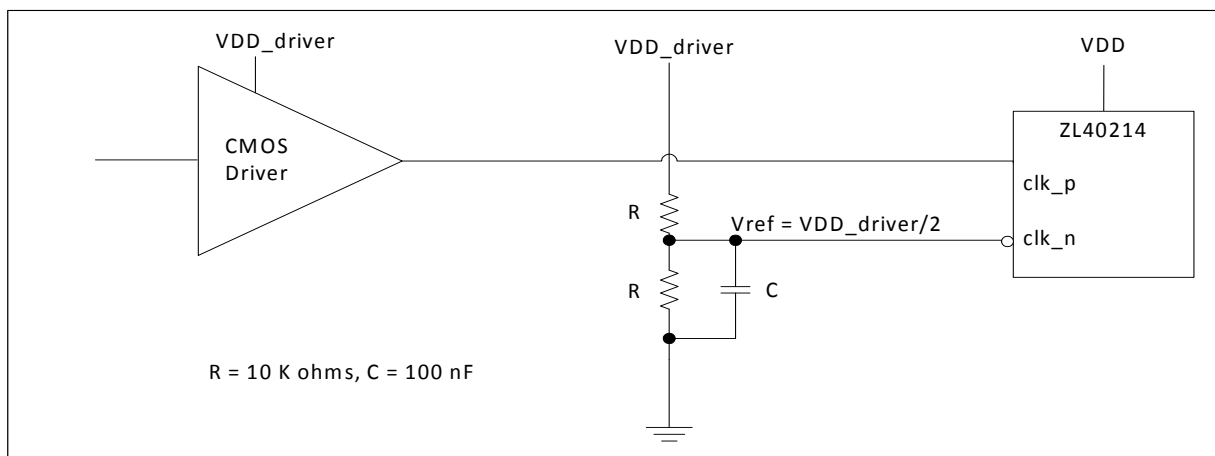 VDD_driver
VDD_driver
VDD
CMOS
Driver
ZL40214
clk_p
R
Vref = VDD_driver/2
clk_n
R
C
R = 10 K ohms, C = 100 nF